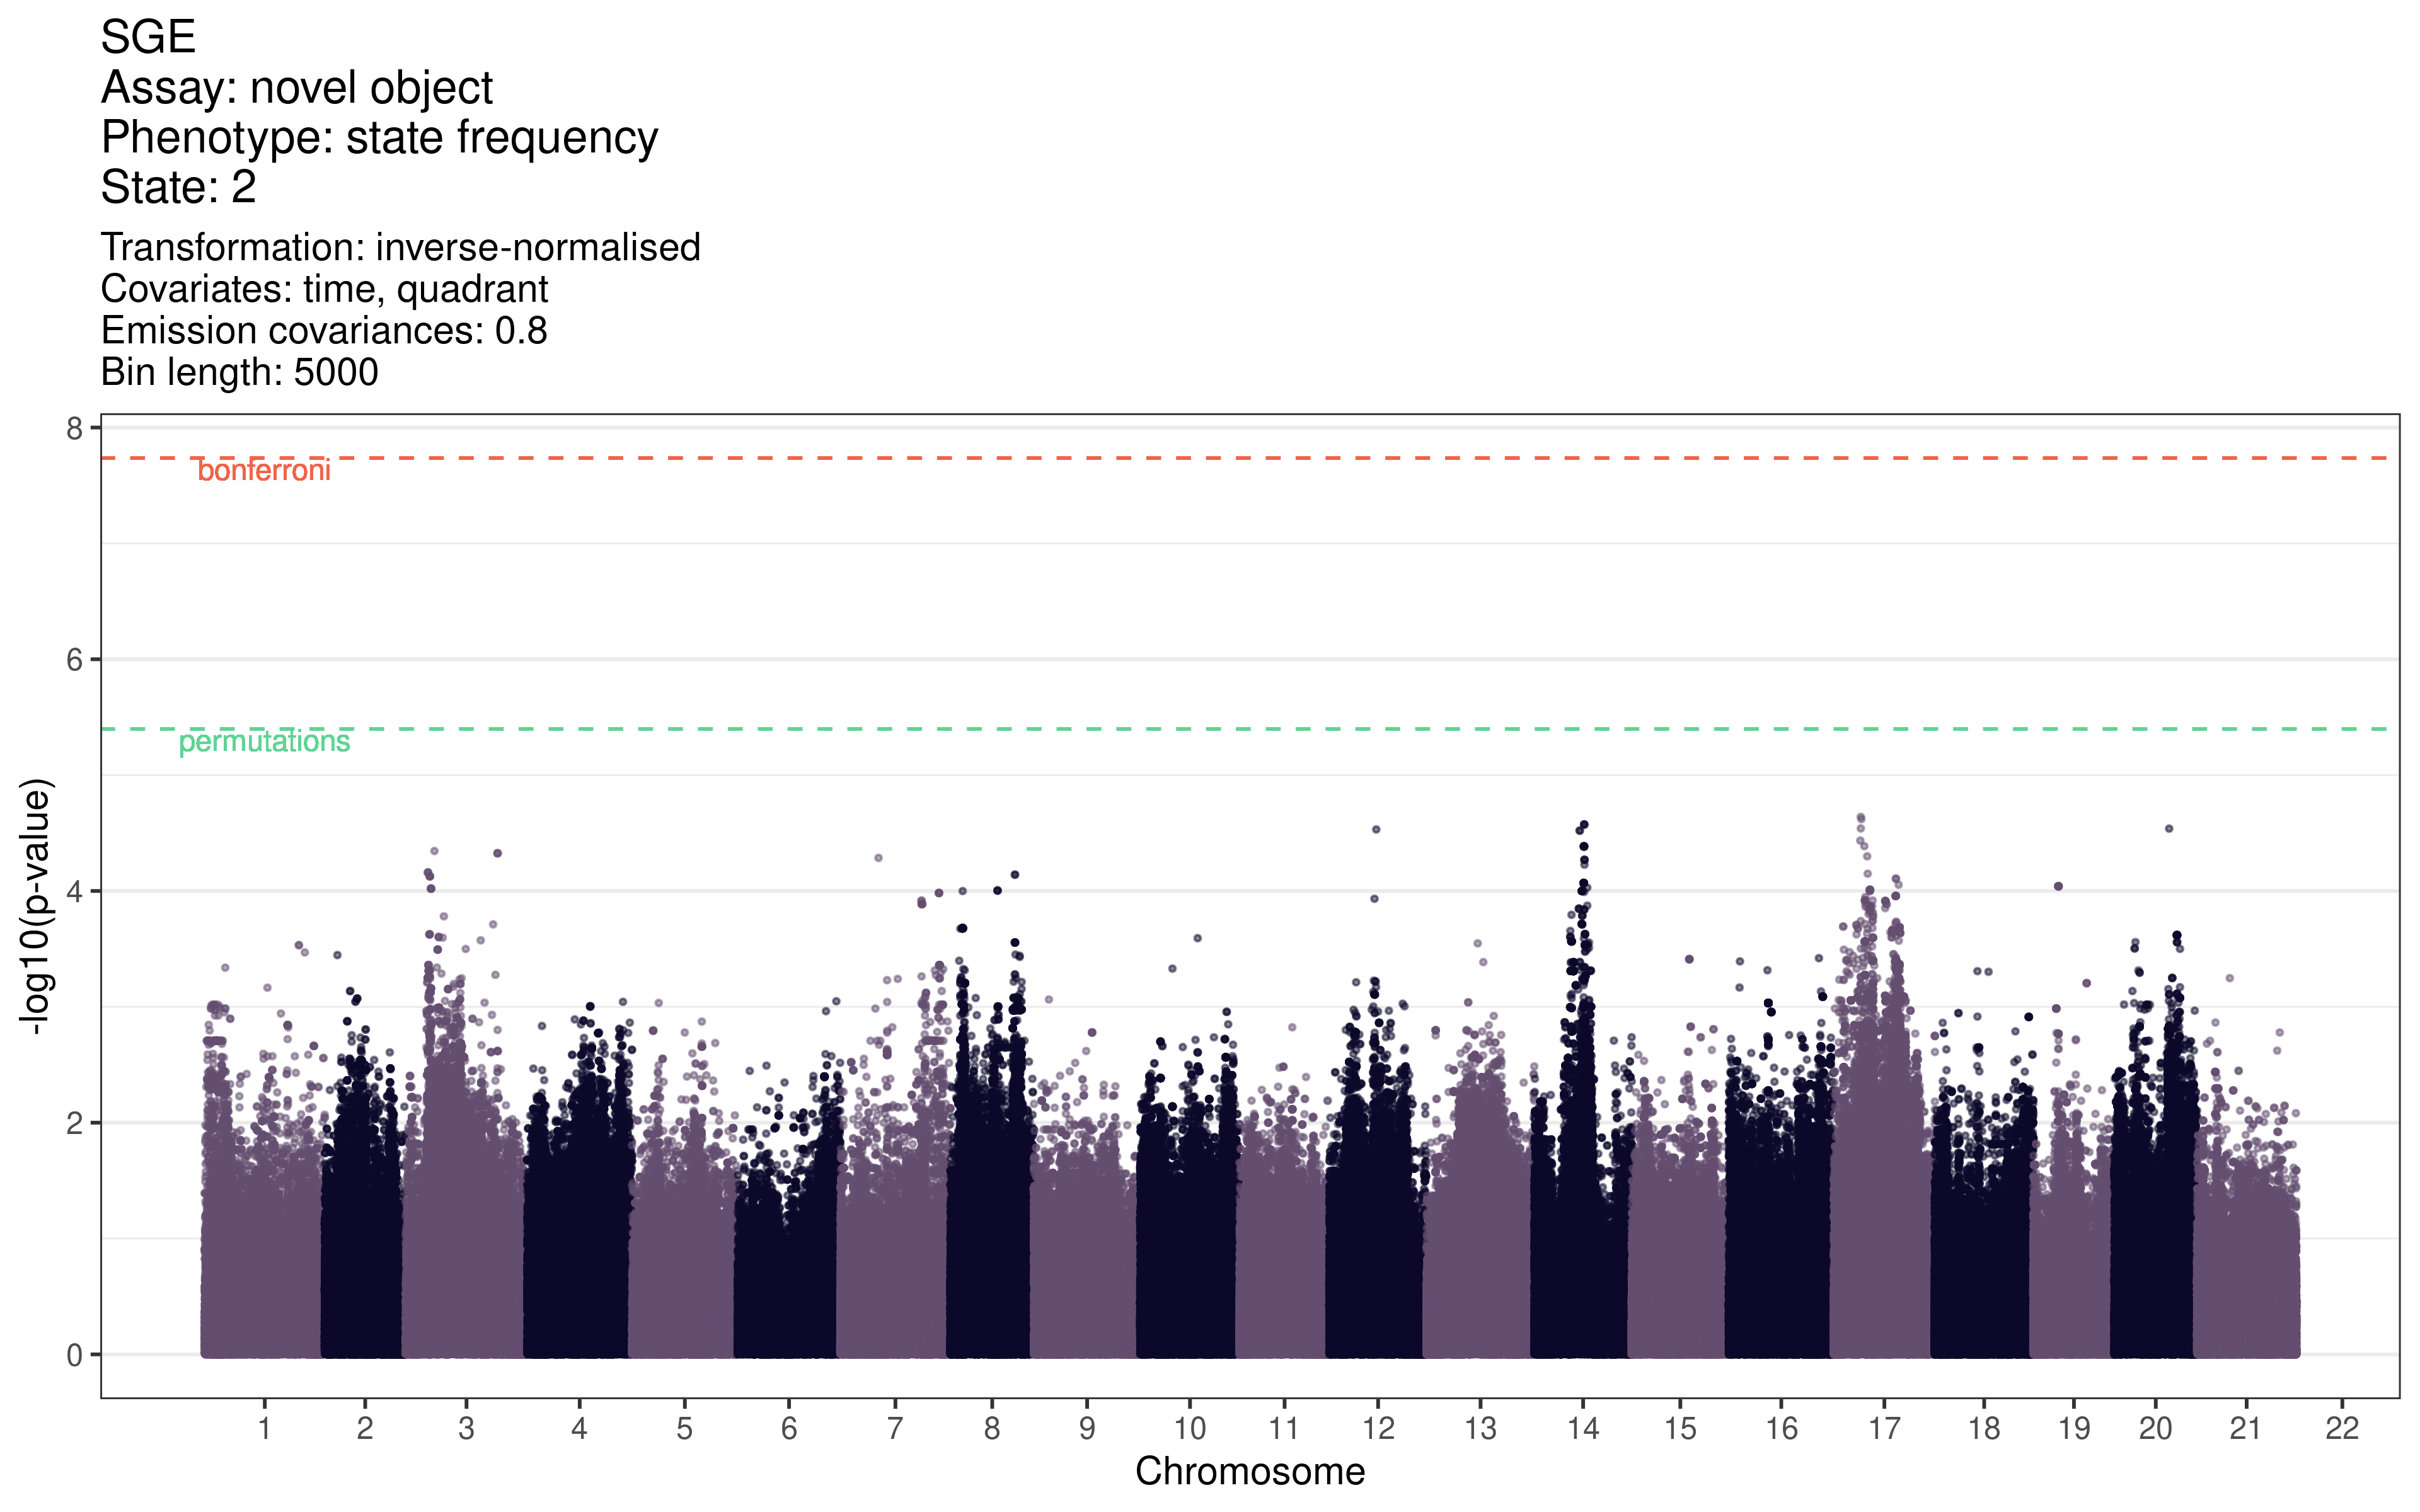 SGE
Assay: novel object
Phenotype: state frequency
State: 2
Transformation: inverse-normalised
Covariates: time, quadrant
Emission covariances: 0.8
Bin length: 5000
8
bonferroni
6
permutations
4
2
0
-log10(p-value)
1 2 3 4 5 6 7 8 9 10 11 12 13 14 15 16 17 18 19 20 21 22
Chromosome